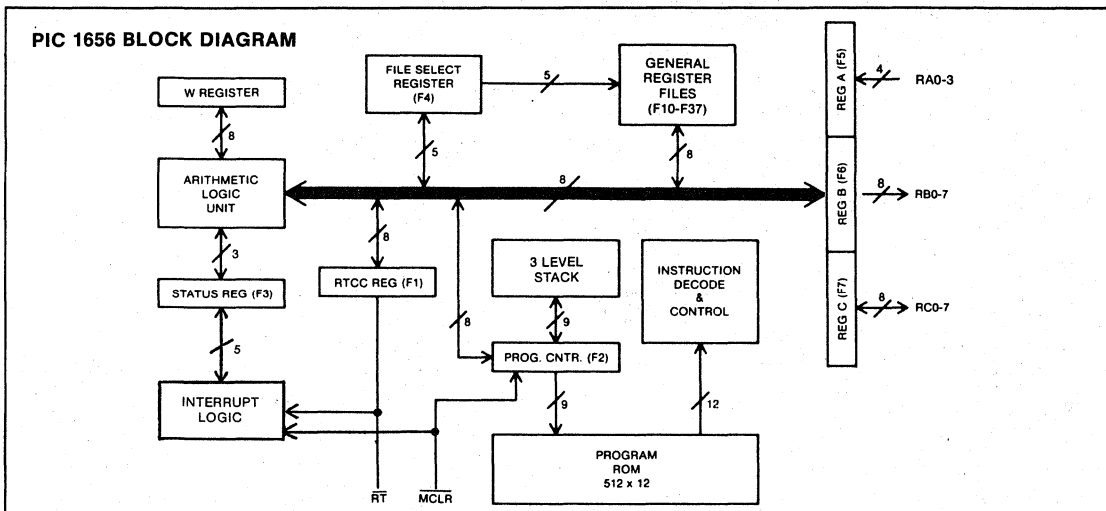 PIC 1656 BLOCK DIAGRAM
W REGISTER
8
ARITHMETIC
LOGIC
UNIT
3
STATUS REG (F3)
5
INTERRUPT
LOGIC
FILE SELECT
REGISTER
(F4)
5
5
GENERAL
REGISTER
FILES
(F10-F37)
8
8
8
RTCC REG (F1)
8
3 LEVEL
STACK
9
PROG. CNTR. (F2)
9
INSTRUCTION
DECODE
&
CONTROL
12
PROGRAM
ROM
512 x 12
RT
MCLR
REG A (F5)
4
RA0-3
REG B (F6)
8
RB0-7
REG C (F7)
8
RC0-7